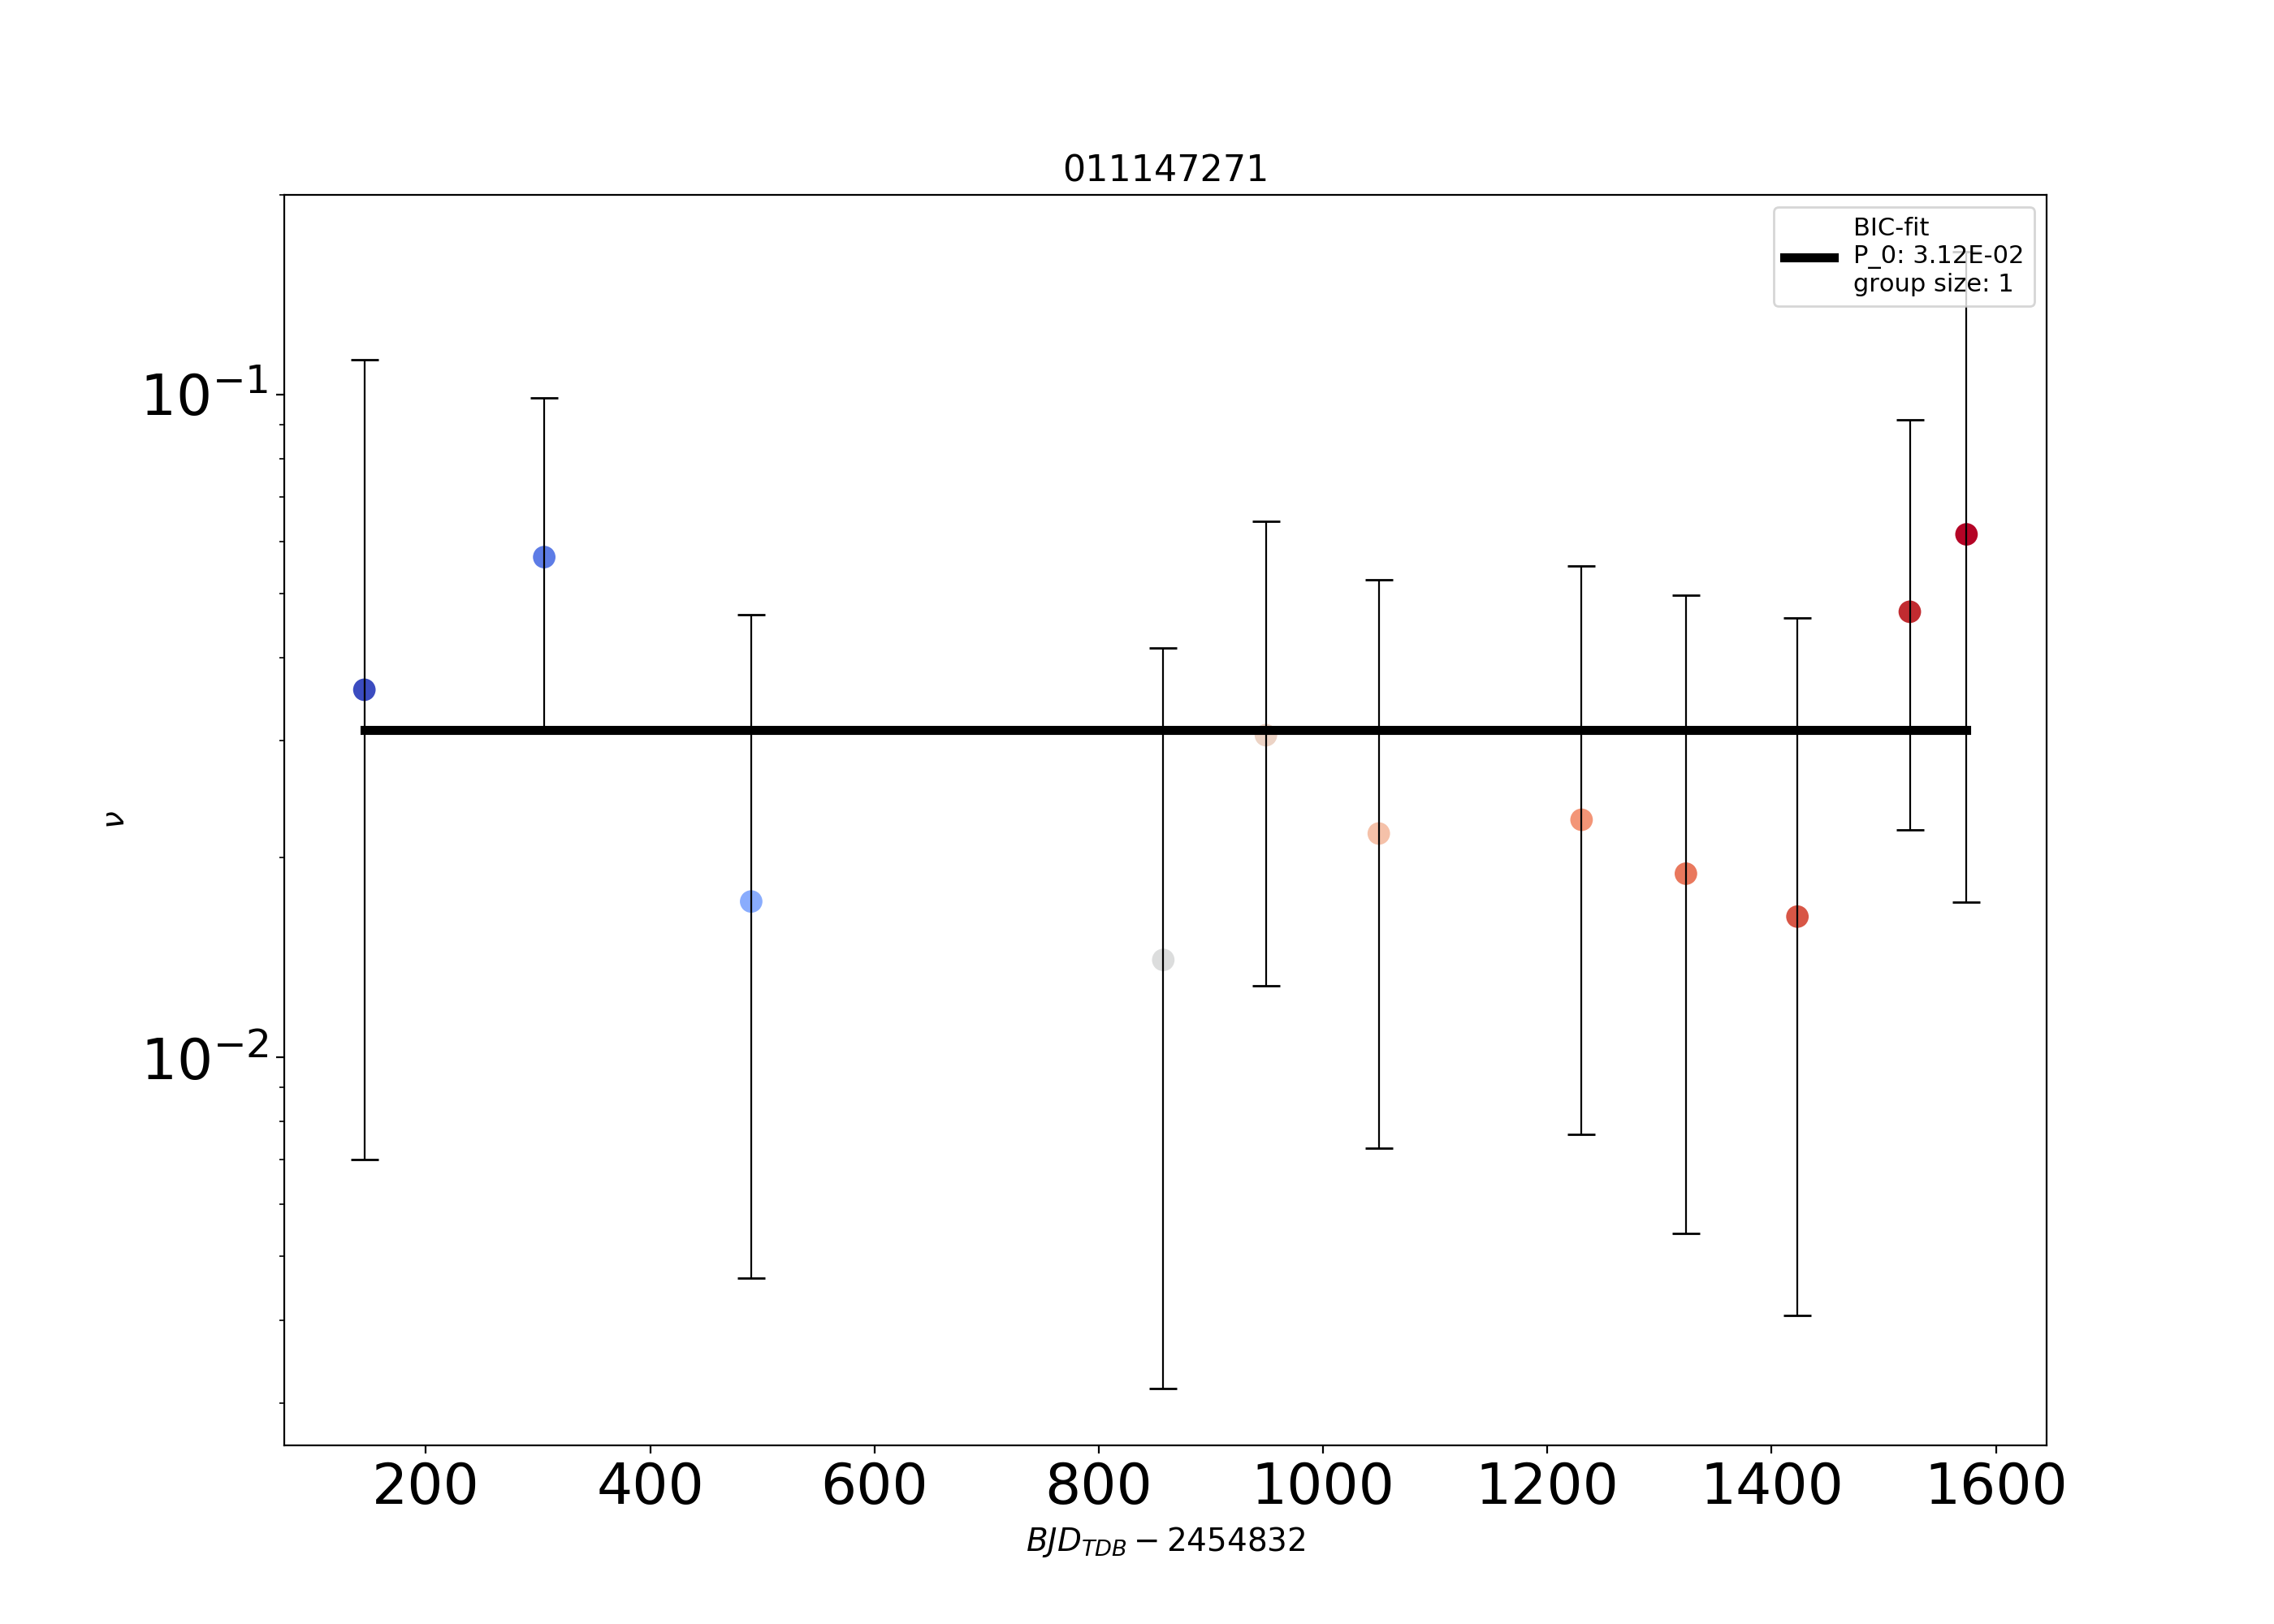 011147271
BIC-fit
P_0: 3.12E-02
group size: 1
10⁻¹
10⁻²
ν
200 400 600 800 1000 1200 1400 1600
BJD_TDB − 2454832